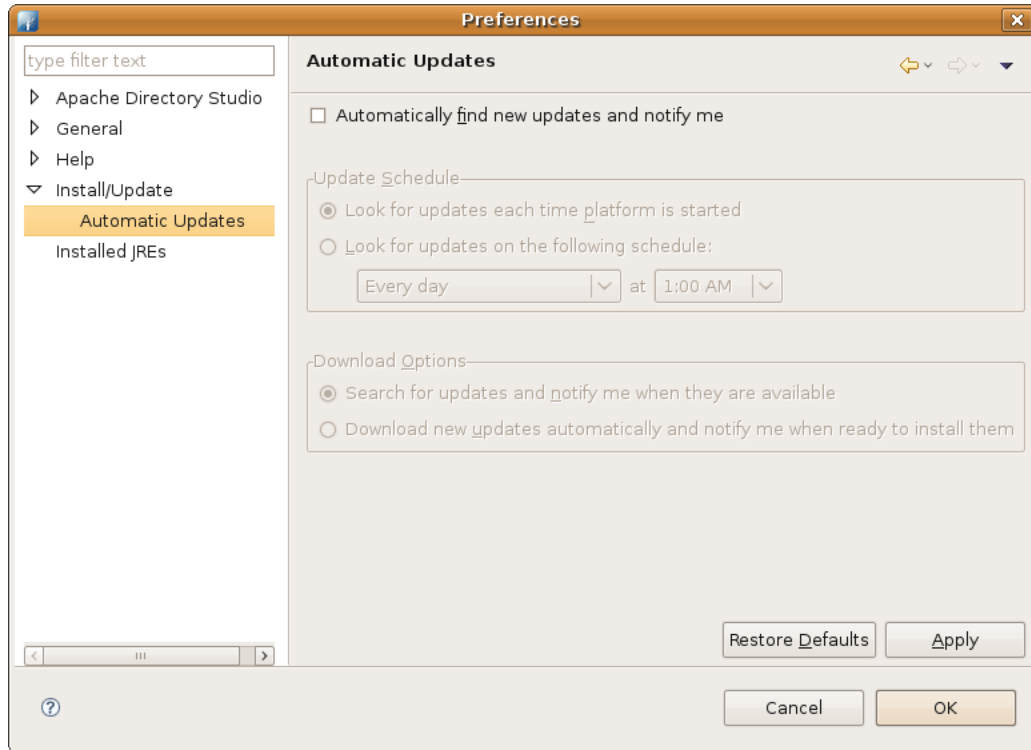 Preferences
type filter text
Apache Directory Studio
General
Help
Install/Update
Automatic Updates
Installed JREs
Automatic Updates
Automatically find new updates and notify me
Update Schedule
Look for updates each time platform is started
Look for updates on the following schedule:
Every day at 1:00 AM
Download Options
Search for updates and notify me when they are available
Download new updates automatically and notify me when ready to install them
Restore Defaults Apply
? Cancel OK